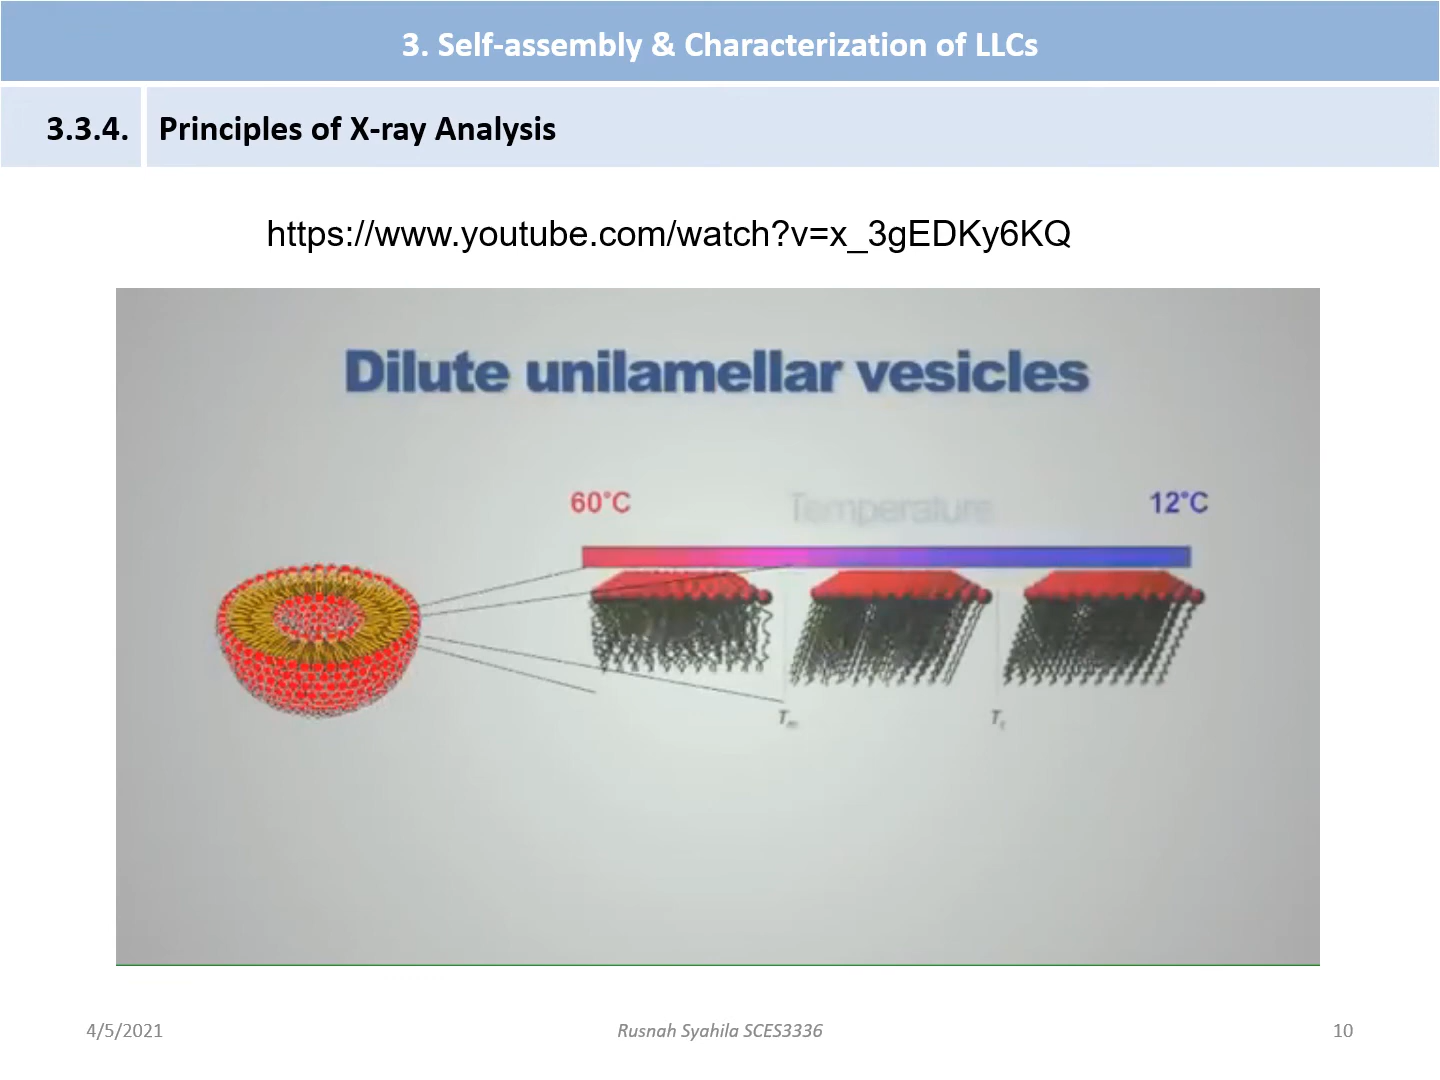 3. Self-assembly & Characterization of LLCs
3.3.4. Principles of X-ray Analysis
https://www.youtube.com/watch?v=x_3gEDKy6KQ
Dilute unilamellar vesicles
60°C Temperature 12°C
4/5/2021 Rusnah Syahila SCES3336 10